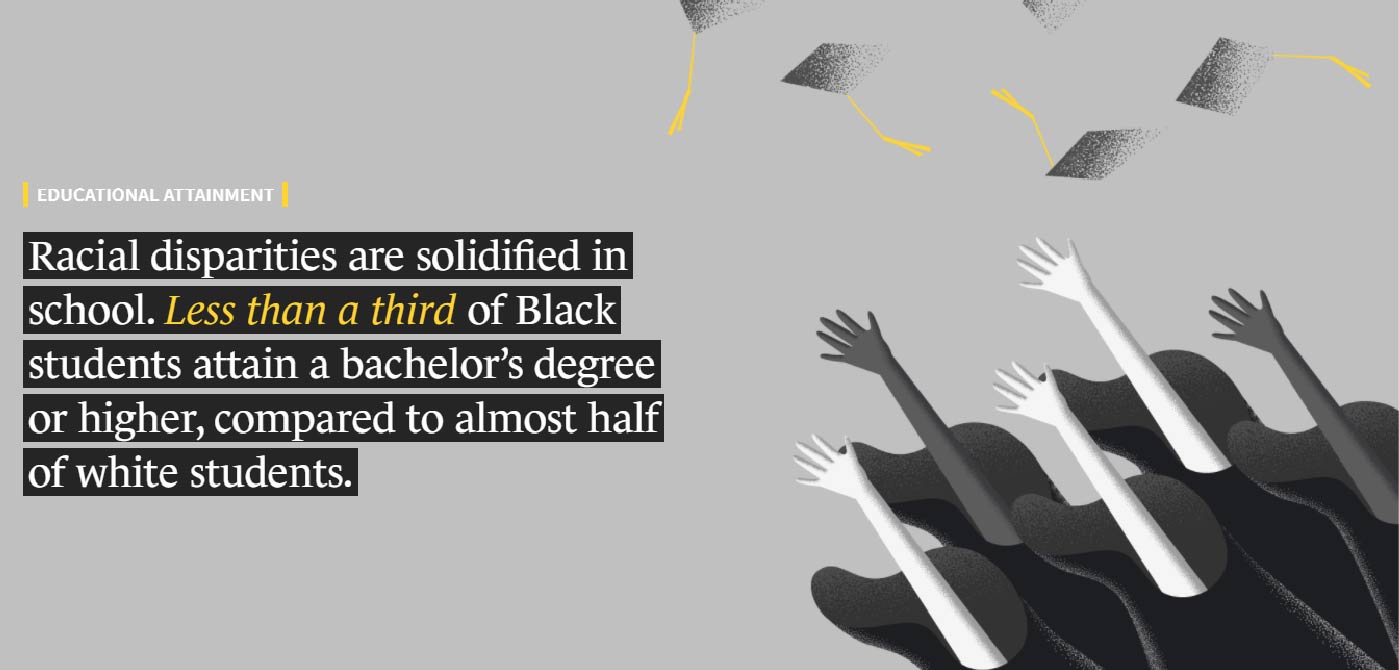 EDUCATIONAL ATTAINMENT
Racial disparities are solidified in
school. Less than a third of Black
students attain a bachelor’s degree
or higher, compared to almost half
of white students.